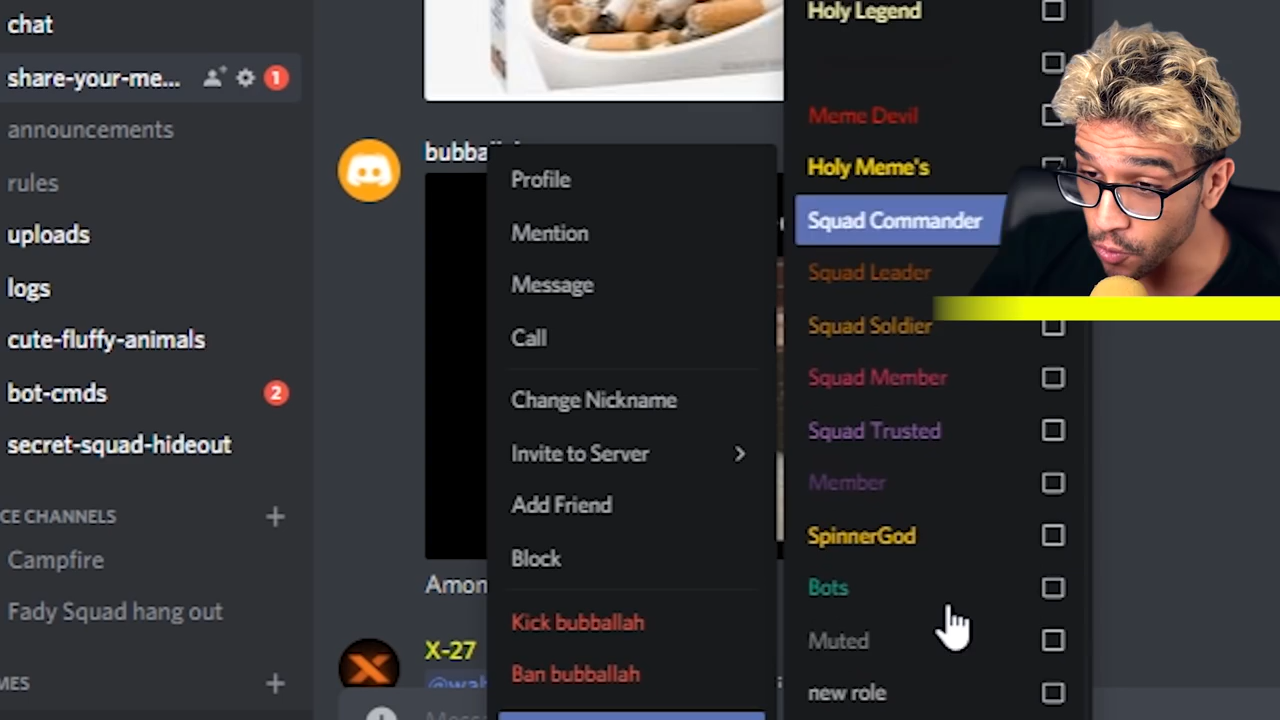 chat
share-your-me...
1
announcements
rules
uploads
logs
cute-fluffy-animals
bot-cmds
2
secret-squad-hideout
CE CHANNELS
Campfire
Fady Squad hang out
MES
bubba
Amon
X-27
Profile
Mention
Message
Call
Change Nickname
Invite to Server
Add Friend
Block
Kick bubballah
Ban bubballah
Holy Legend
Meme Devil
Holy Meme's
Squad Commander
Squad Leader
Squad Soldier
Squad Member
Squad Trusted
Member
SpinnerGod
Bots
Muted
new role